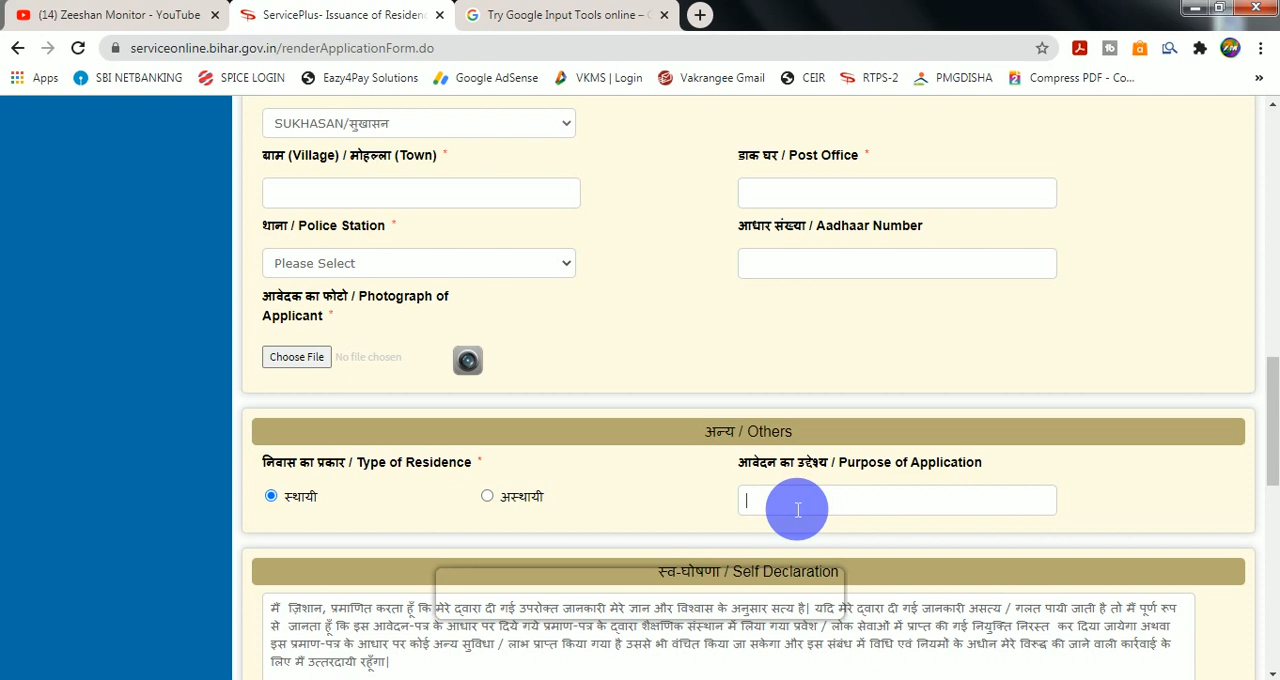 (14) Zeeshan Monitor - YouTube
ServicePlus- Issuance of Residenc
Try Google Input Tools online –
serviceonline.bihar.gov.in/renderApplicationForm.do
Apps SBI NETBANKING SPICE LOGIN Eazy4Pay Solutions Google AdSense VKMS | Login Vakrangee Gmail CEIR RTPS-2 PMGDISHA Compress PDF - Co... »
SUKHASAN/सुखासन
ग्राम (Village) / मोहल्ला (Town) *
डाक घर / Post Office *
थाना / Police Station *
आधार संख्या / Aadhaar Number
Please Select
आवेदक का फोटो / Photograph of
Applicant *
Choose File No file chosen
अन्य / Others
निवास का प्रकार / Type of Residence *
आवेदन का उद्देश्य / Purpose of Application
स्थायी अस्थायी
स्व-घोषणा / Self Declaration
मैं ज़िशान, प्रमाणित करता हूँ कि मेरे द्वारा दी गई उपरोक्त जानकारी मेरे ज्ञान और विश्वास के अनुसार सत्य है| यदि मेरे द्वारा दी गई जानकारी असत्य / गलत पायी जाती है तो मैं पूर्ण रूप
से जानता हूँ कि इस आवेदन-पत्र के आधार पर दिये गये प्रमाण-पत्र के द्वारा शैक्षणिक संस्थान में लिया गया प्रवेश / लोक सेवाओं में प्राप्त की गई नियुक्ति निरस्त कर दिया जायेगा अथवा
इस प्रमाण-पत्र के आधार पर कोई अन्य सुविधा / लाभ प्राप्त किया गया है उससे भी वंचित किया जा सकेगा और इस संबंध में विधि एवं नियमों के अधीन मेरे विरूद्ध की जाने वाली कार्रवाई के
लिए मैं उत्तरदायी रहूँगा|